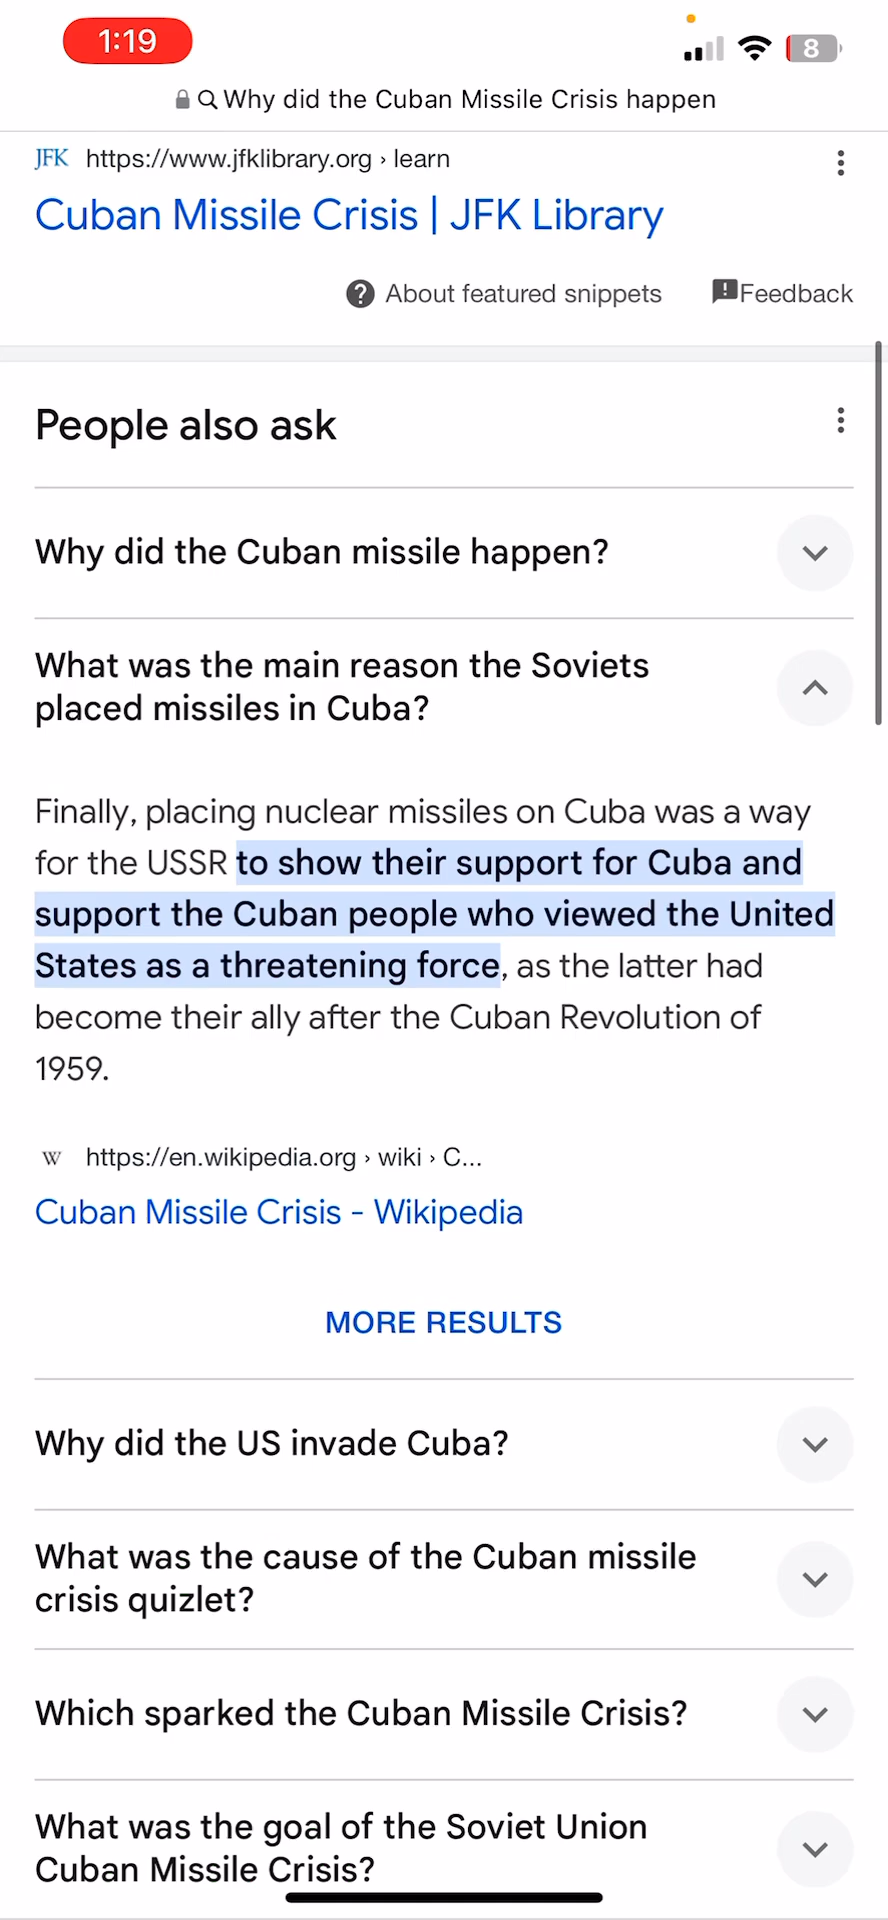 1:19
8
Why did the Cuban Missile Crisis happen
JFK https://www.jfklibrary.org › learn
Cuban Missile Crisis | JFK Library
About featured snippets Feedback
People also ask
Why did the Cuban missile happen?
What was the main reason the Soviets
placed missiles in Cuba?
Finally, placing nuclear missiles on Cuba was a way
for the USSR to show their support for Cuba and
support the Cuban people who viewed the United
States as a threatening force, as the latter had
become their ally after the Cuban Revolution of
1959.
W https://en.wikipedia.org › wiki › C...
Cuban Missile Crisis - Wikipedia
MORE RESULTS
Why did the US invade Cuba?
What was the cause of the Cuban missile
crisis quizlet?
Which sparked the Cuban Missile Crisis?
What was the goal of the Soviet Union
Cuban Missile Crisis?